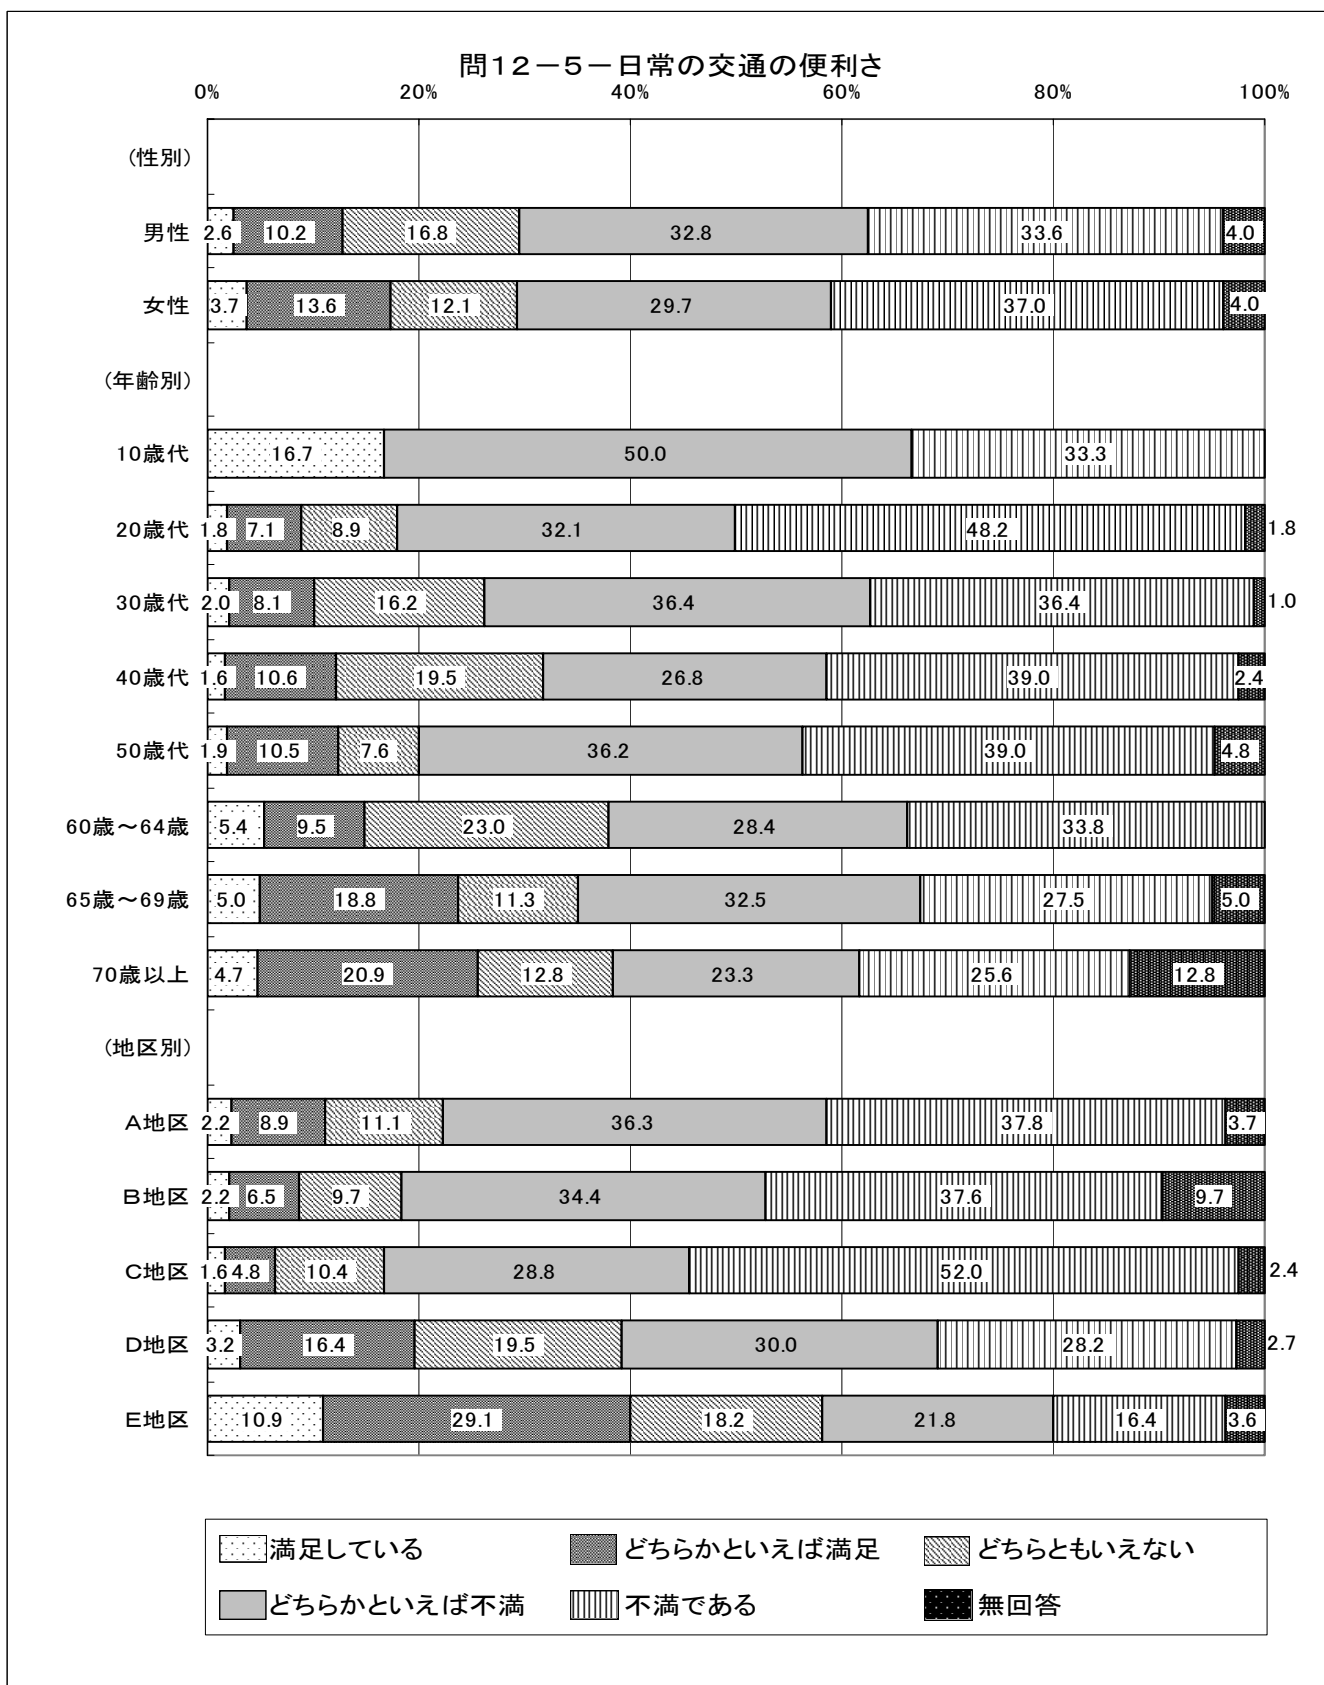 問12－5－日常の交通の便利さ
0% 20% 40% 60% 80% 100%
(性別)
男性 2.6 10.2 16.8 32.8 33.6 4.0
女性 3.7 13.6 12.1 29.7 37.0 4.0
(年齢別)
10歳代 16.7 50.0 33.3
20歳代 1.8 7.1 8.9 32.1 48.2 1.8
30歳代 2.0 8.1 16.2 36.4 36.4 1.0
40歳代 1.6 10.6 19.5 26.8 39.0 2.4
50歳代 1.9 10.5 7.6 36.2 39.0 4.8
60歳～64歳 5.4 9.5 23.0 28.4 33.8
65歳～69歳 5.0 18.8 11.3 32.5 27.5 5.0
70歳以上 4.7 20.9 12.8 23.3 25.6 12.8
(地区別)
A地区 2.2 8.9 11.1 36.3 37.8 3.7
B地区 2.2 6.5 9.7 34.4 37.6 9.7
C地区 1.6 4.8 10.4 28.8 52.0 2.4
D地区 3.2 16.4 19.5 30.0 28.2 2.7
E地区 10.9 29.1 18.2 21.8 16.4 3.6
満足している どちらかといえば満足 どちらともいえない
どちらかといえば不満 不満である 無回答